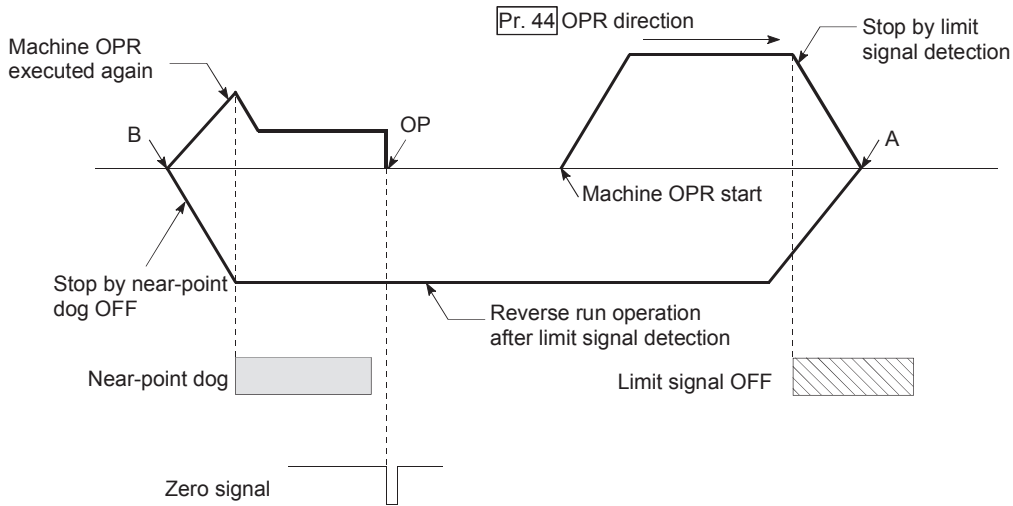 Pr. 44 OPR direction
Machine OPR
executed again
Stop by limit
signal detection
B
OP
A
Machine OPR start
Stop by near-point
dog OFF
Reverse run operation
after limit signal detection
Near-point dog
Limit signal OFF
Zero signal